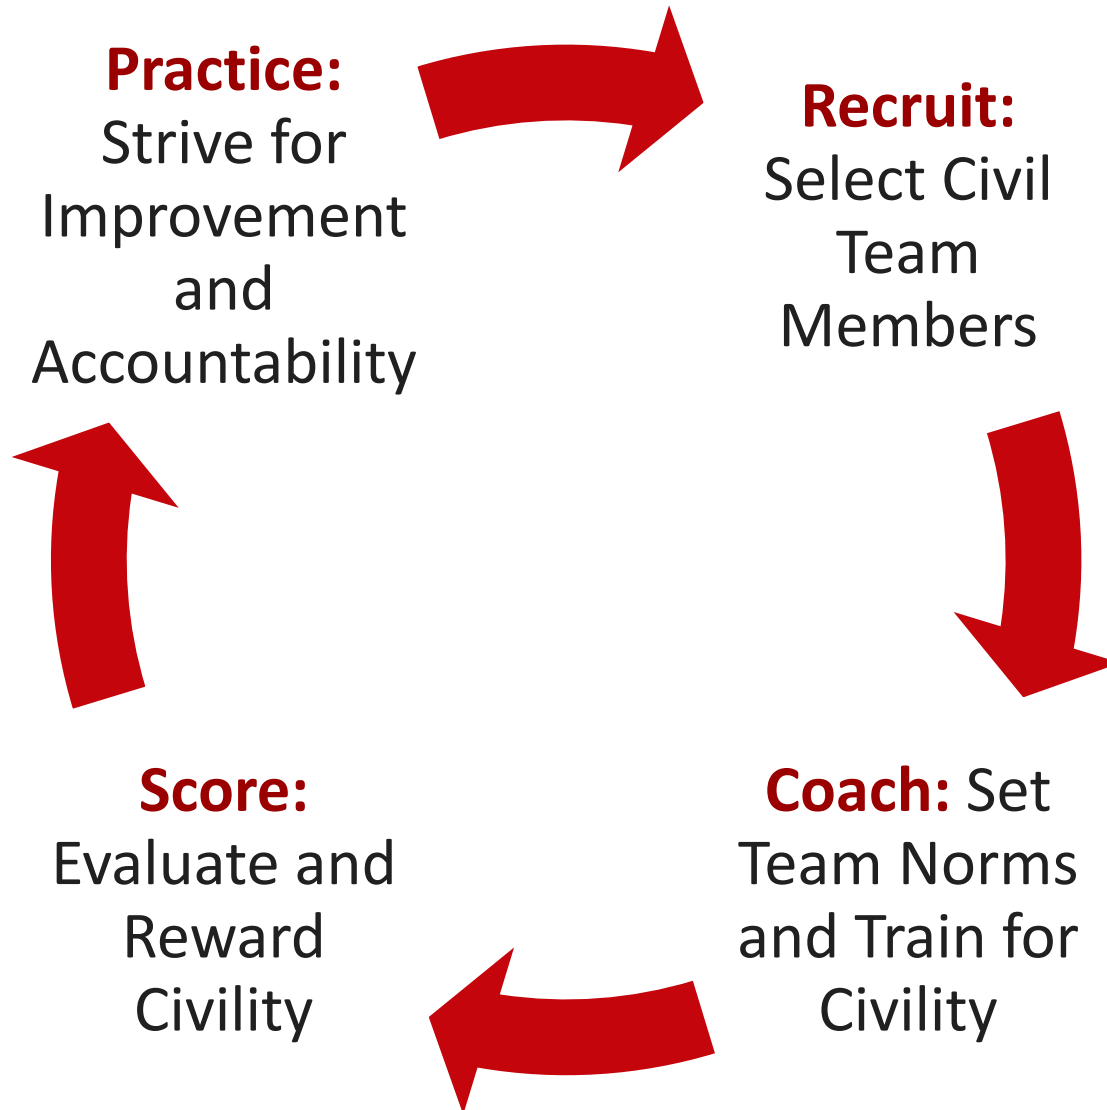 Practice:
Strive for
Improvement
and
Accountability
Recruit:
Select Civil
Team
Members
Coach: Set
Team Norms
and Train for
Civility
Score:
Evaluate and
Reward
Civility